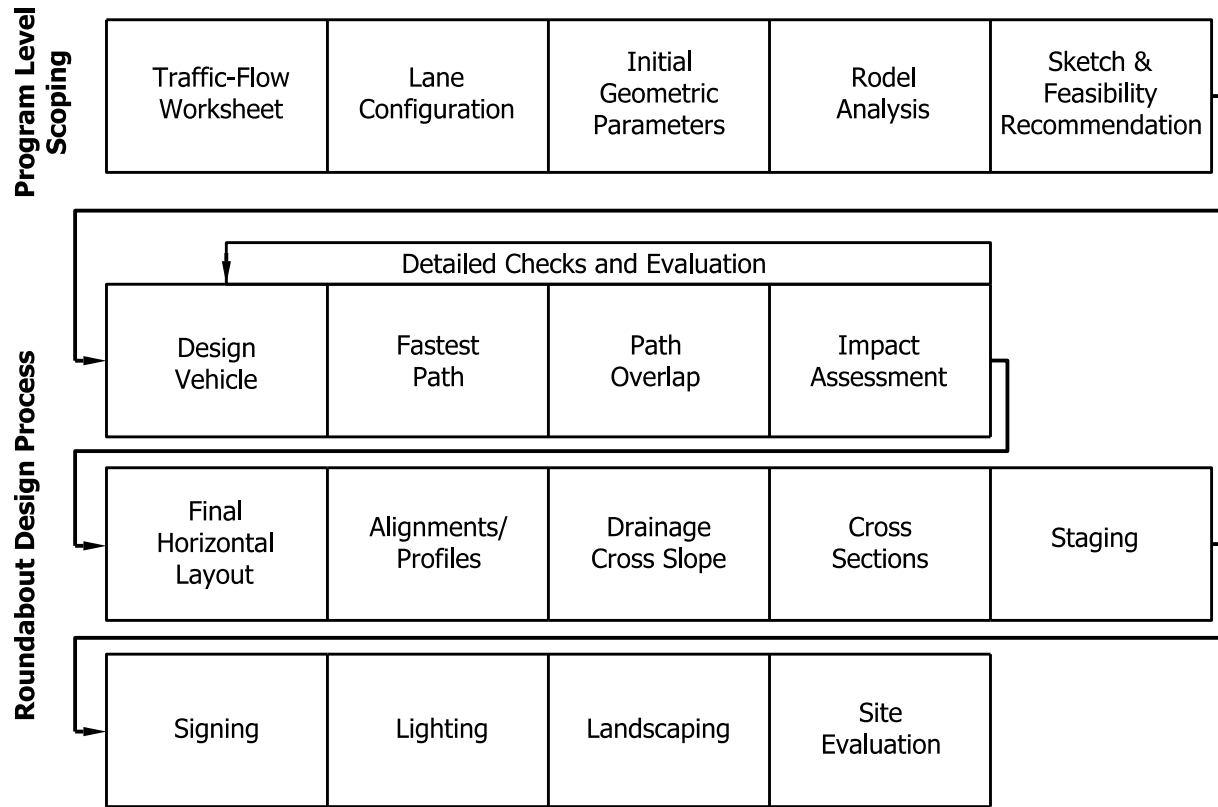 Program Level
Scoping
Traffic-Flow
Worksheet
Lane
Configuration
Initial
Geometric
Parameters
Rodel
Analysis
Sketch &
Feasibility
Recommendation
Roundabout Design Process
Detailed Checks and Evaluation
Design
Vehicle
Fastest
Path
Path
Overlap
Impact
Assessment
Final
Horizontal
Layout
Alignments/
Profiles
Drainage
Cross Slope
Cross
Sections
Staging
Signing
Lighting
Landscaping
Site
Evaluation